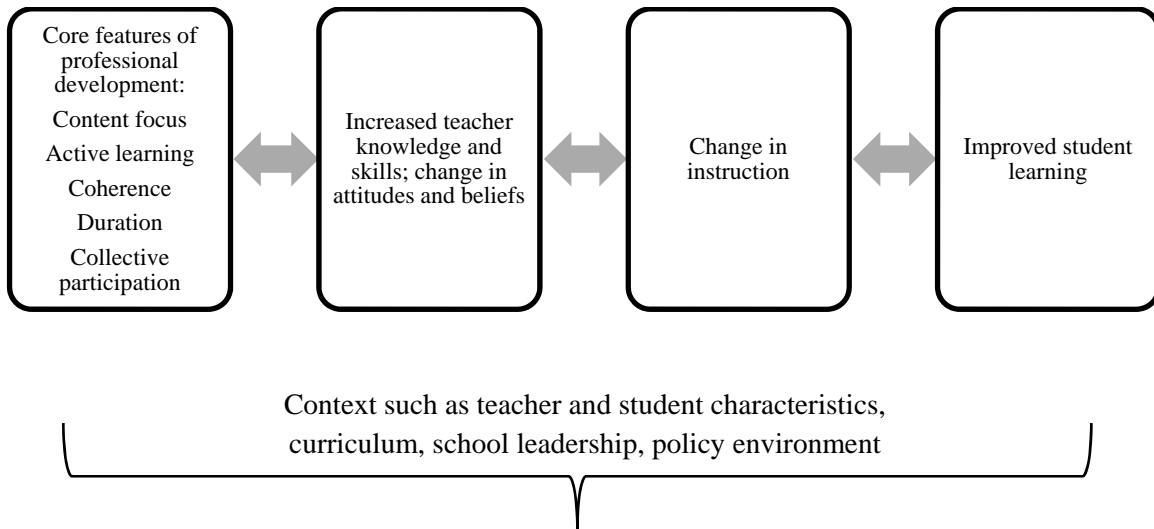 Core features of
professional
development:
Content focus
Active learning
Coherence
Duration
Collective
participation
Increased teacher
knowledge and
skills; change in
attitudes and beliefs
Change in
instruction
Improved student
learning
Context such as teacher and student characteristics,
curriculum, school leadership, policy environment